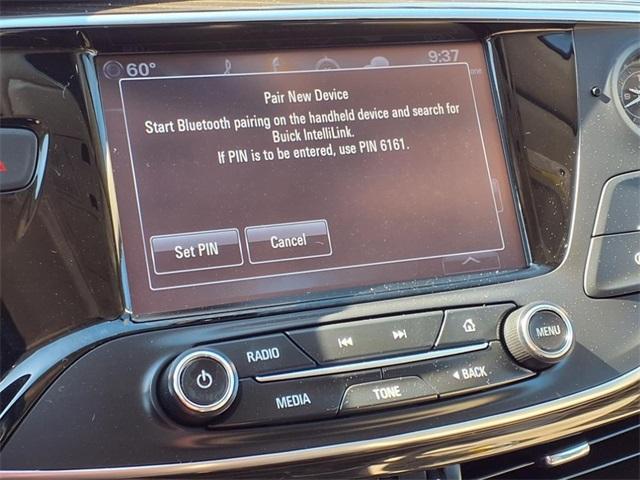 60°
9:37
Pair New Device
Start Bluetooth pairing on the handheld device and search for
Buick IntelliLink.
If PIN is to be entered, use PIN 6161.
Set PIN
Cancel
RADIO
MENU
MEDIA
TONE
BACK